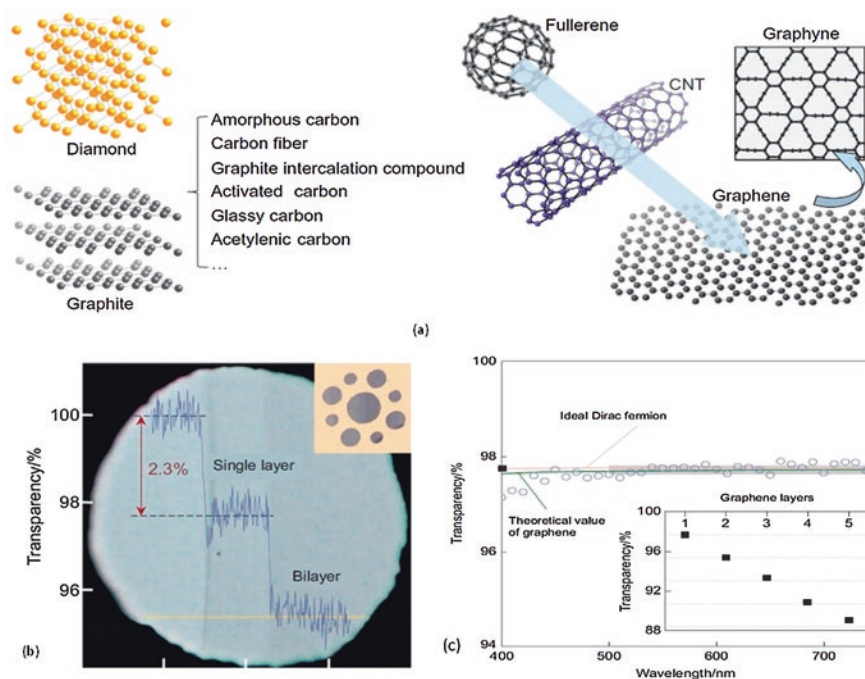 Diamond
Graphite
Amorphous carbon
Carbon fiber
Graphite intercalation compound
Activated carbon
Glassy carbon
Acetylenic carbon
...
Fullerene
CNT
Graphene
Graphyne
(a)
Transparency/%
100
98
96
2.3%
Single layer
Bilayer
(b)
Transparency/%
100
98
96
94
Ideal Dirac fermion
Theoretical value
of graphene
Graphene layers
1 2 3 4 5
Transparency/%
100
96
92
88
400 500 600 700
Wavelength/nm
(c)